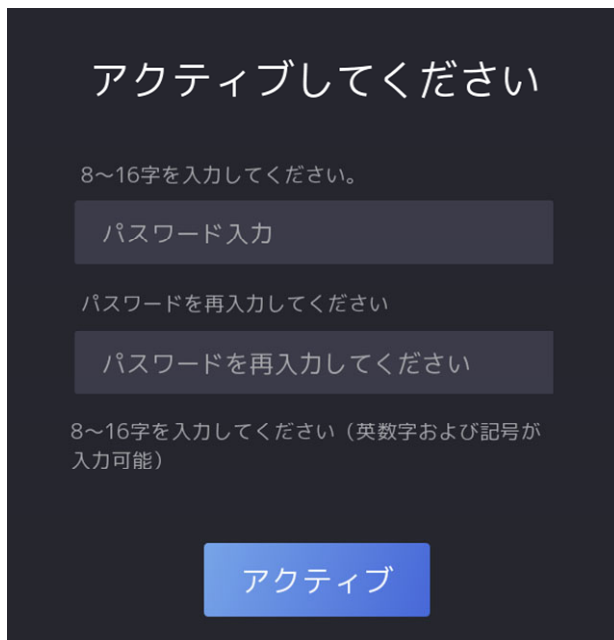 アクティブしてください
8～16字を入力してください。
パスワード入力
パスワードを再入力してください
パスワードを再入力してください
8～16字を入力してください（英数字および記号が
入力可能）
アクティブ